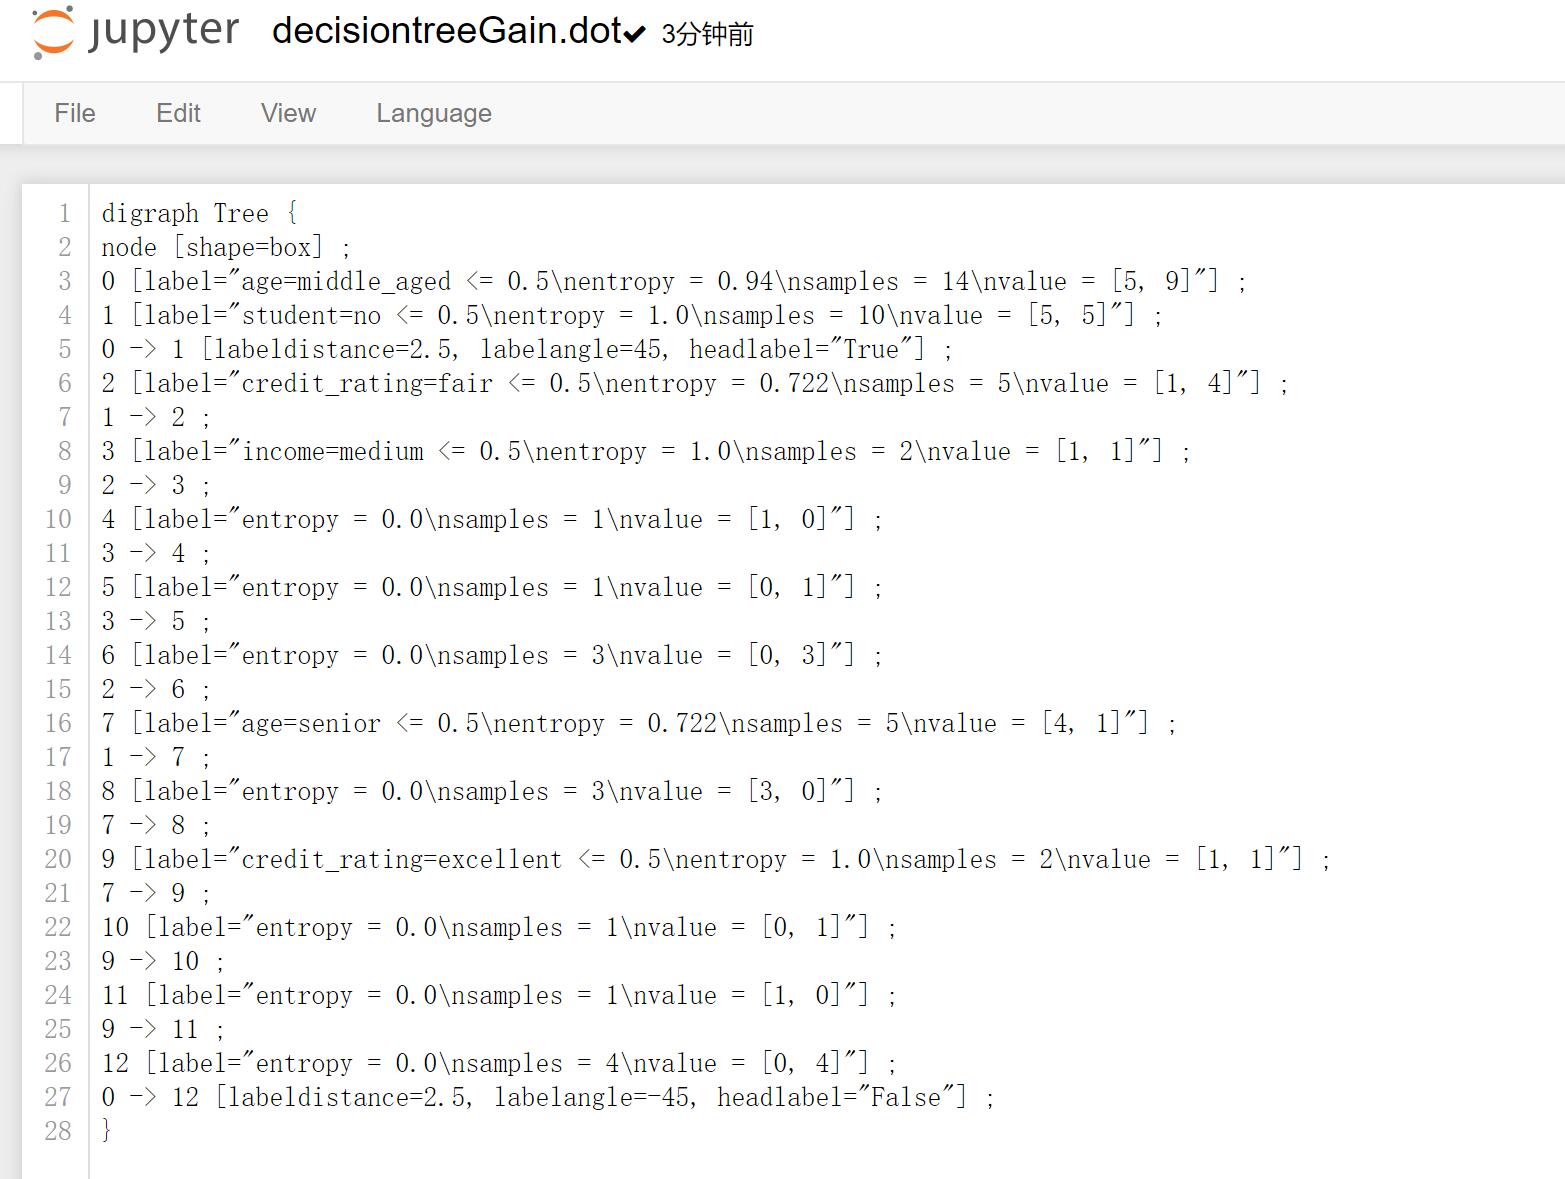 jupyter decisiontreeGain.dot✔ 3分钟前
File Edit View Language
1 digraph Tree {
2 node [shape=box] ;
3 0 [label="age=middle_aged <= 0.5\nentropy = 0.94\nsamples = 14\nvalue = [5, 9]"] ;
4 1 [label="student=no <= 0.5\nentropy = 1.0\nsamples = 10\nvalue = [5, 5]"] ;
5 0 -> 1 [labeldistance=2.5, labelangle=45, headlabel="True"] ;
6 2 [label="credit_rating=fair <= 0.5\nentropy = 0.722\nsamples = 5\nvalue = [1, 4]"] ;
7 1 -> 2 ;
8 3 [label="income=medium <= 0.5\nentropy = 1.0\nsamples = 2\nvalue = [1, 1]"] ;
9 2 -> 3 ;
10 4 [label="entropy = 0.0\nsamples = 1\nvalue = [1, 0]"] ;
11 3 -> 4 ;
12 5 [label="entropy = 0.0\nsamples = 1\nvalue = [0, 1]"] ;
13 3 -> 5 ;
14 6 [label="entropy = 0.0\nsamples = 3\nvalue = [0, 3]"] ;
15 2 -> 6 ;
16 7 [label="age=senior <= 0.5\nentropy = 0.722\nsamples = 5\nvalue = [4, 1]"] ;
17 1 -> 7 ;
18 8 [label="entropy = 0.0\nsamples = 3\nvalue = [3, 0]"] ;
19 7 -> 8 ;
20 9 [label="credit_rating=excellent <= 0.5\nentropy = 1.0\nsamples = 2\nvalue = [1, 1]"] ;
21 7 -> 9 ;
22 10 [label="entropy = 0.0\nsamples = 1\nvalue = [0, 1]"] ;
23 9 -> 10 ;
24 11 [label="entropy = 0.0\nsamples = 1\nvalue = [1, 0]"] ;
25 9 -> 11 ;
26 12 [label="entropy = 0.0\nsamples = 4\nvalue = [0, 4]"] ;
27 0 -> 12 [labeldistance=2.5, labelangle=-45, headlabel="False"] ;
28 }